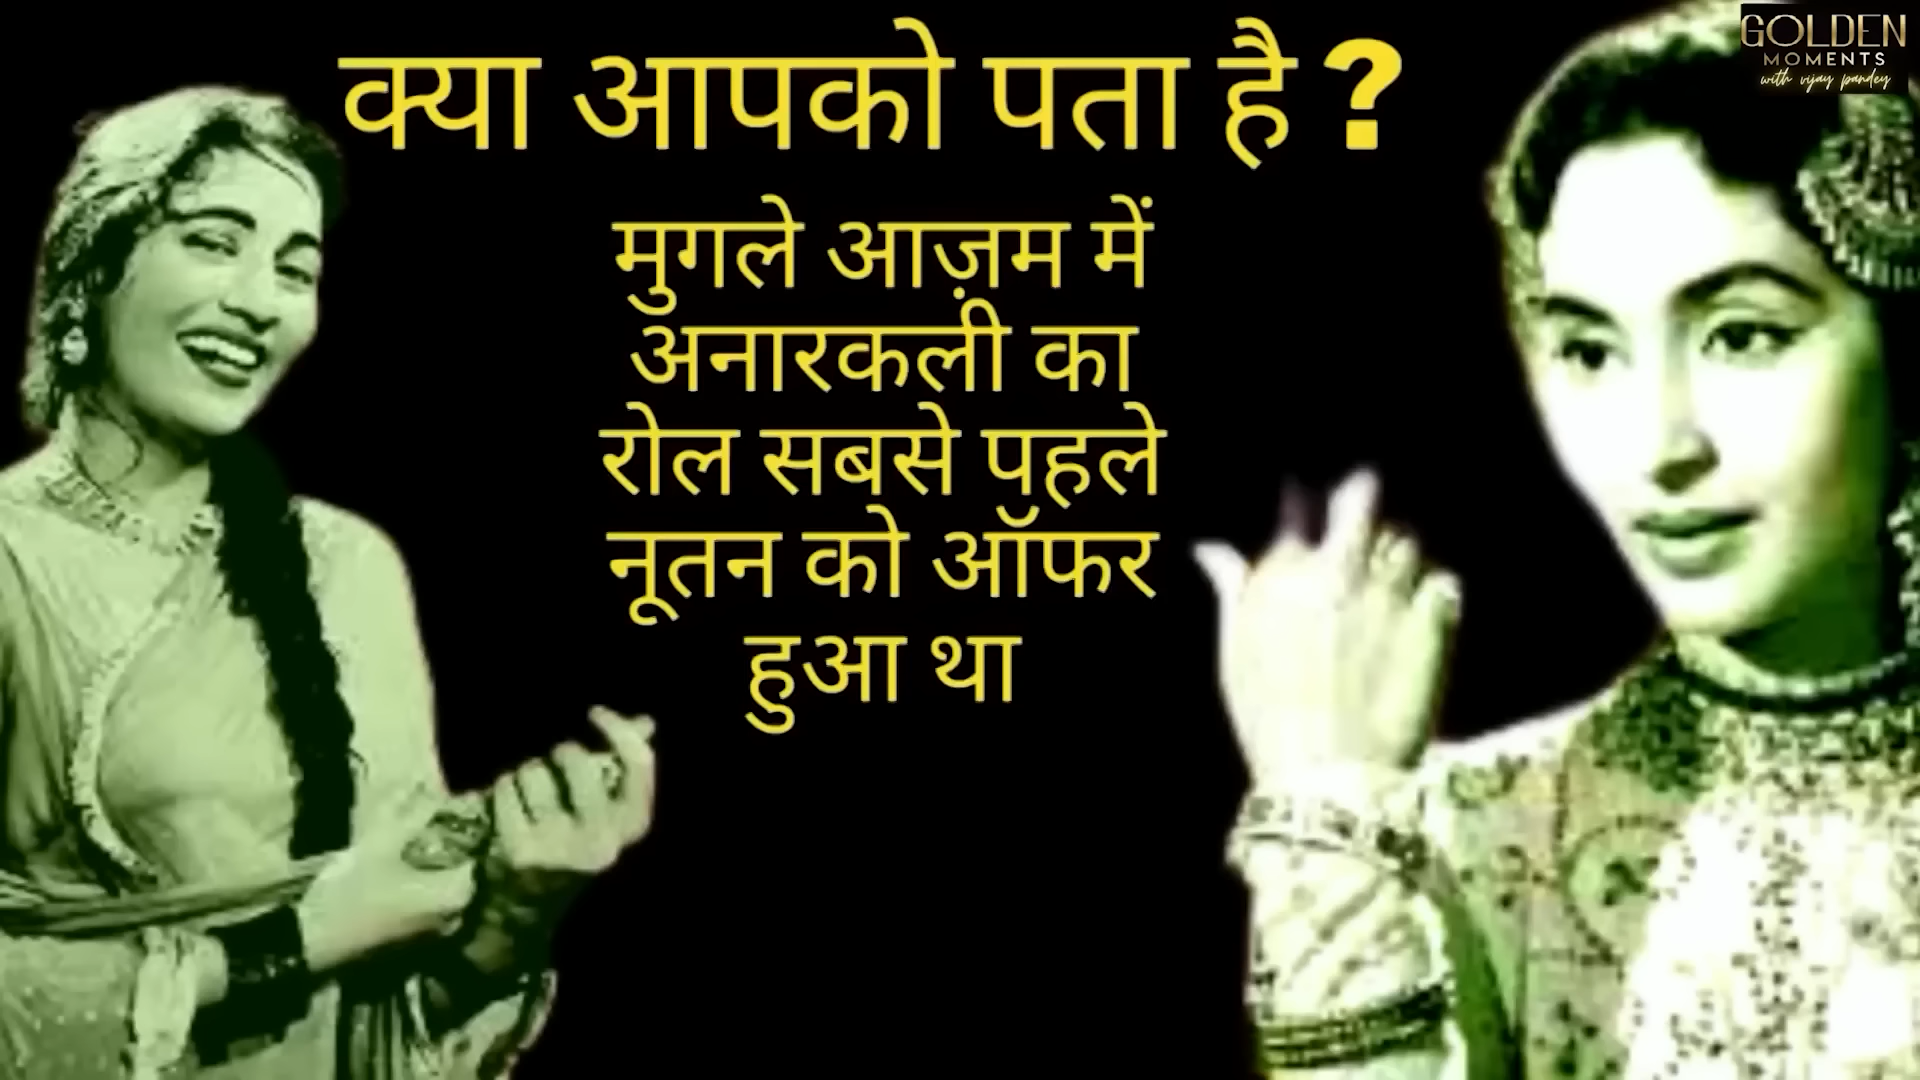 GOLDEN
MOMENTS
with vijay pandey
क्या आपको पता है ?
मुगले आज़म में
अनारकली का
रोल सबसे पहले
नूतन को ऑफर
हुआ था